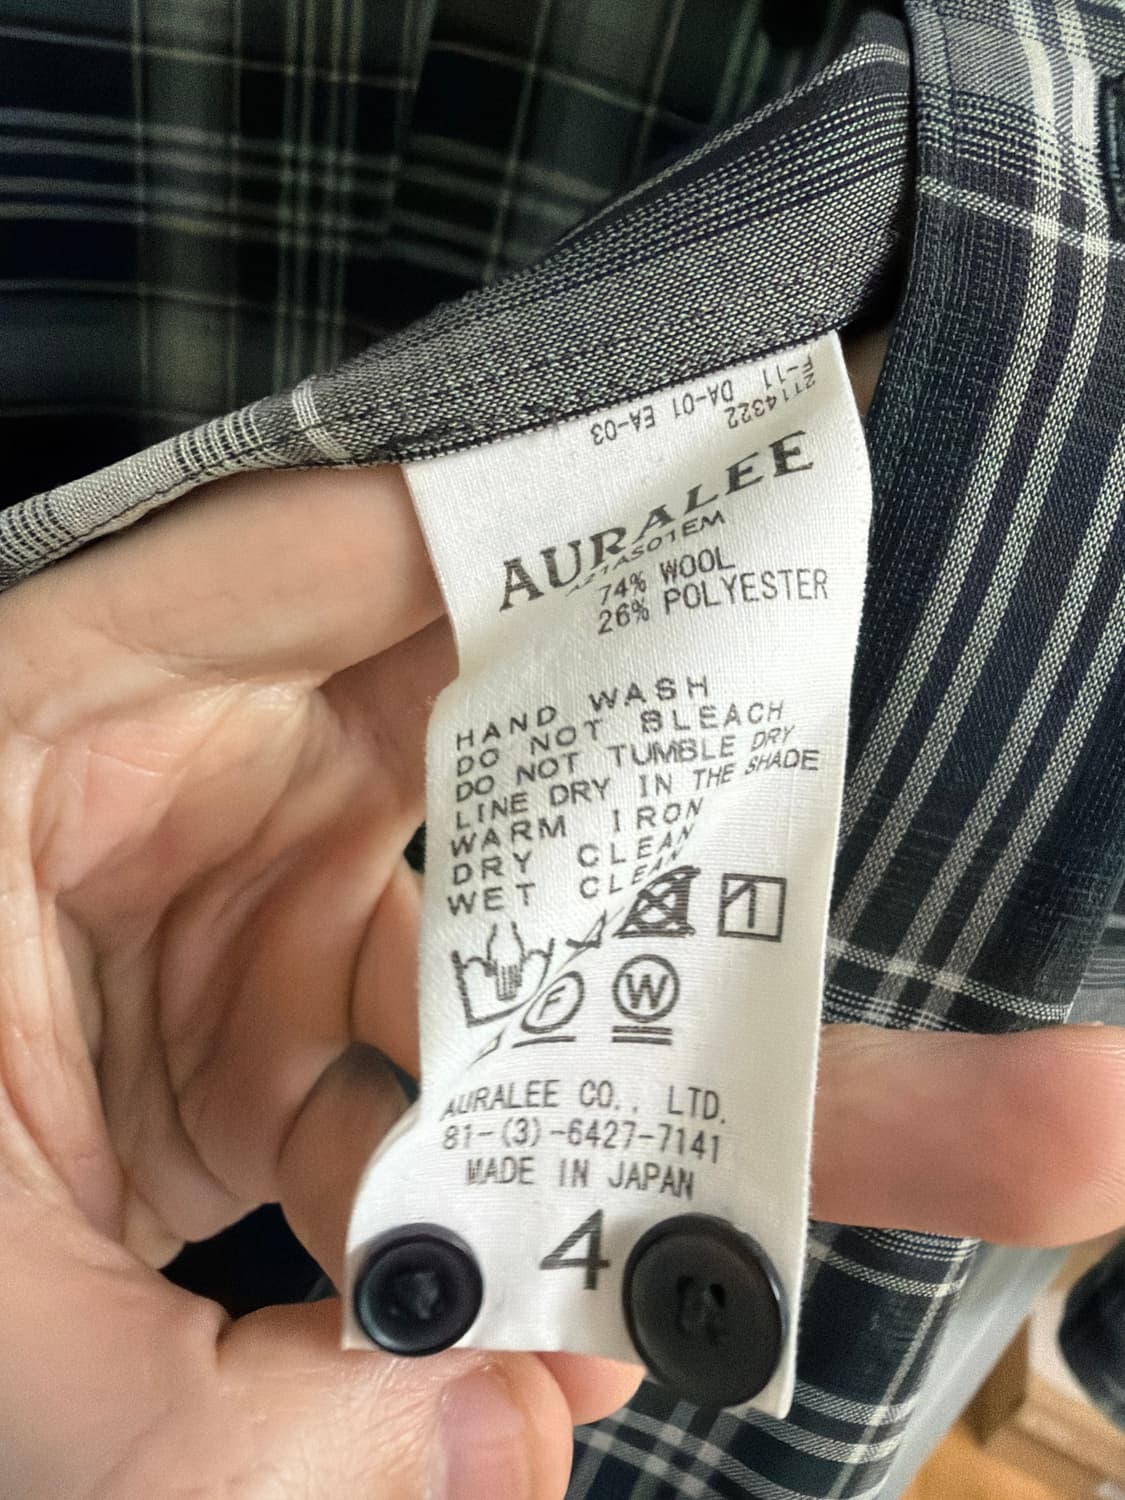 2114322
F-11 DA-01 EA-03
AURALEE
A21AS01EM
74% WOOL
26% POLYESTER
HAND WASH
DO NOT BLEACH
DO NOT TUMBLE DRY
LINE DRY IN THE SHADE
WARM IRON
DRY CLEAN
WET CLEAN
F W
AURALEE CO., LTD.
81-(3)-6427-7141
MADE IN JAPAN
4